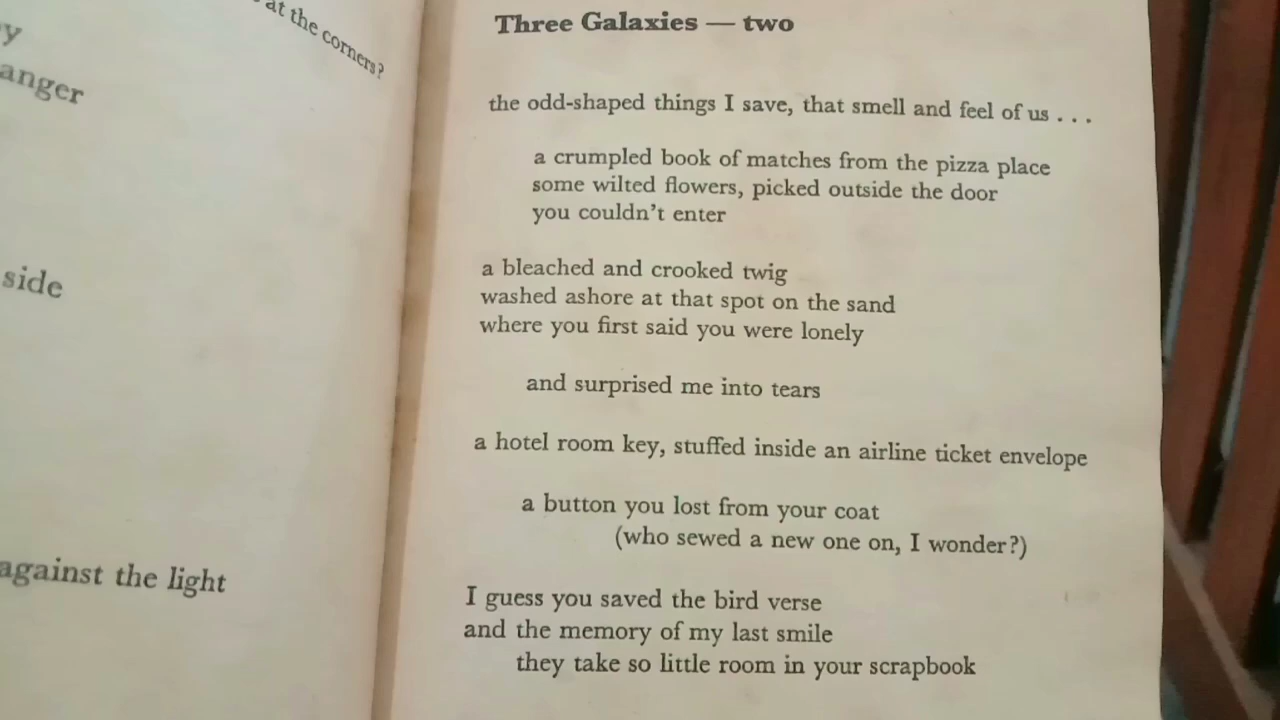 at the corners?
anger
side
against the light
Three Galaxies — two
the odd-shaped things I save, that smell and feel of us . . .
a crumpled book of matches from the pizza place
some wilted flowers, picked outside the door
you couldn't enter
a bleached and crooked twig
washed ashore at that spot on the sand
where you first said you were lonely
and surprised me into tears
a hotel room key, stuffed inside an airline ticket envelope
a button you lost from your coat
(who sewed a new one on, I wonder?)
I guess you saved the bird verse
and the memory of my last smile
they take so little room in your scrapbook